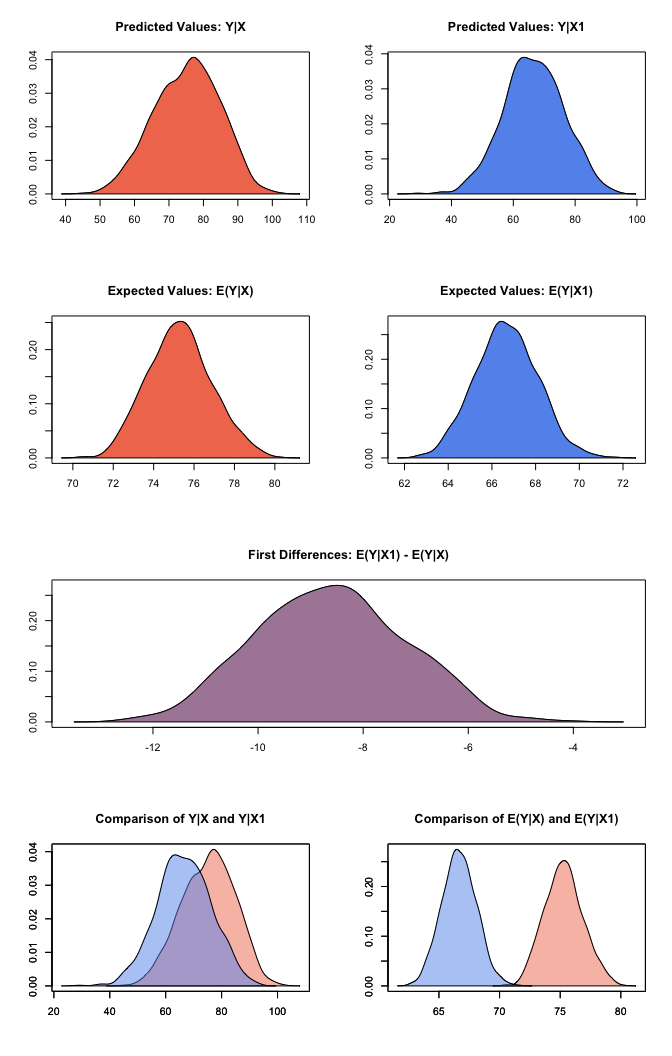 Predicted Values: Y|X
0.00 0.01 0.02 0.03 0.04
40 50 60 70 80 90 100 110
Predicted Values: Y|X1
0.00 0.01 0.02 0.03 0.04
20 40 60 80 100
Expected Values: E(Y|X)
0.00 0.10 0.20
70 72 74 76 78 80
Expected Values: E(Y|X1)
0.00 0.10 0.20
62 64 66 68 70 72
First Differences: E(Y|X1) - E(Y|X)
0.00 0.10 0.20
-12 -10 -8 -6 -4
Comparison of Y|X and Y|X1
0.00 0.01 0.02 0.03 0.04
20 40 60 80 100
Comparison of E(Y|X) and E(Y|X1)
0.00 0.10 0.20
65 70 75 80